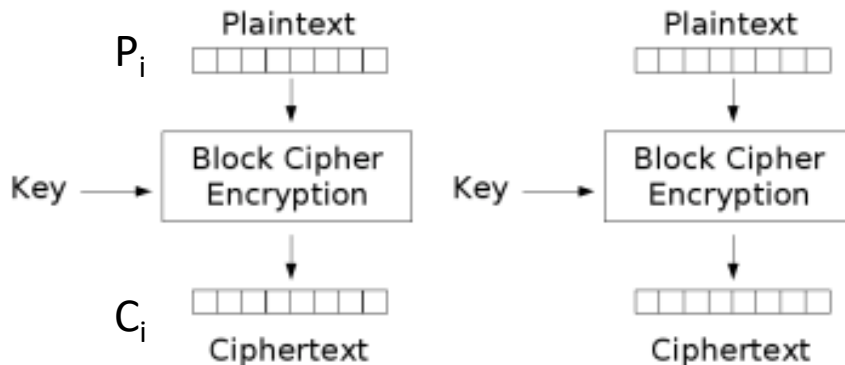 Plaintext Plaintext
Pᵢ
Block Cipher Block Cipher
Key Encryption Key Encryption
Cᵢ
Ciphertext Ciphertext